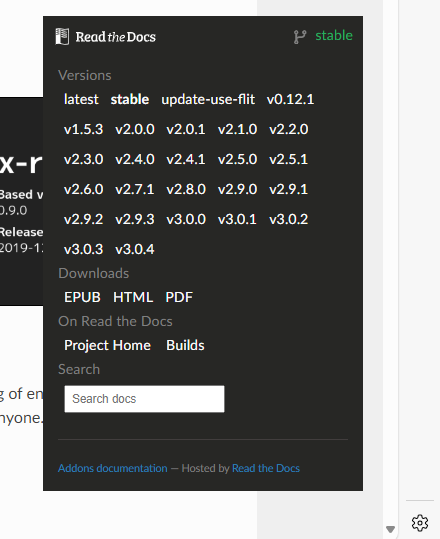 Read the Docs
stable
Versions
latest stable update-use-flit v0.12.1
v1.5.3 v2.0.0 v2.0.1 v2.1.0 v2.2.0
v2.3.0 v2.4.0 v2.4.1 v2.5.0 v2.5.1
v2.6.0 v2.7.1 v2.8.0 v2.9.0 v2.9.1
v2.9.2 v2.9.3 v3.0.0 v3.0.1 v3.0.2
v3.0.3 v3.0.4
Downloads
EPUB HTML PDF
On Read the Docs
Project Home Builds
Search
Search docs
Addons documentation — Hosted by Read the Docs
x-r
Based v
0.9.0
Release
2019-1
g of en
nyone.